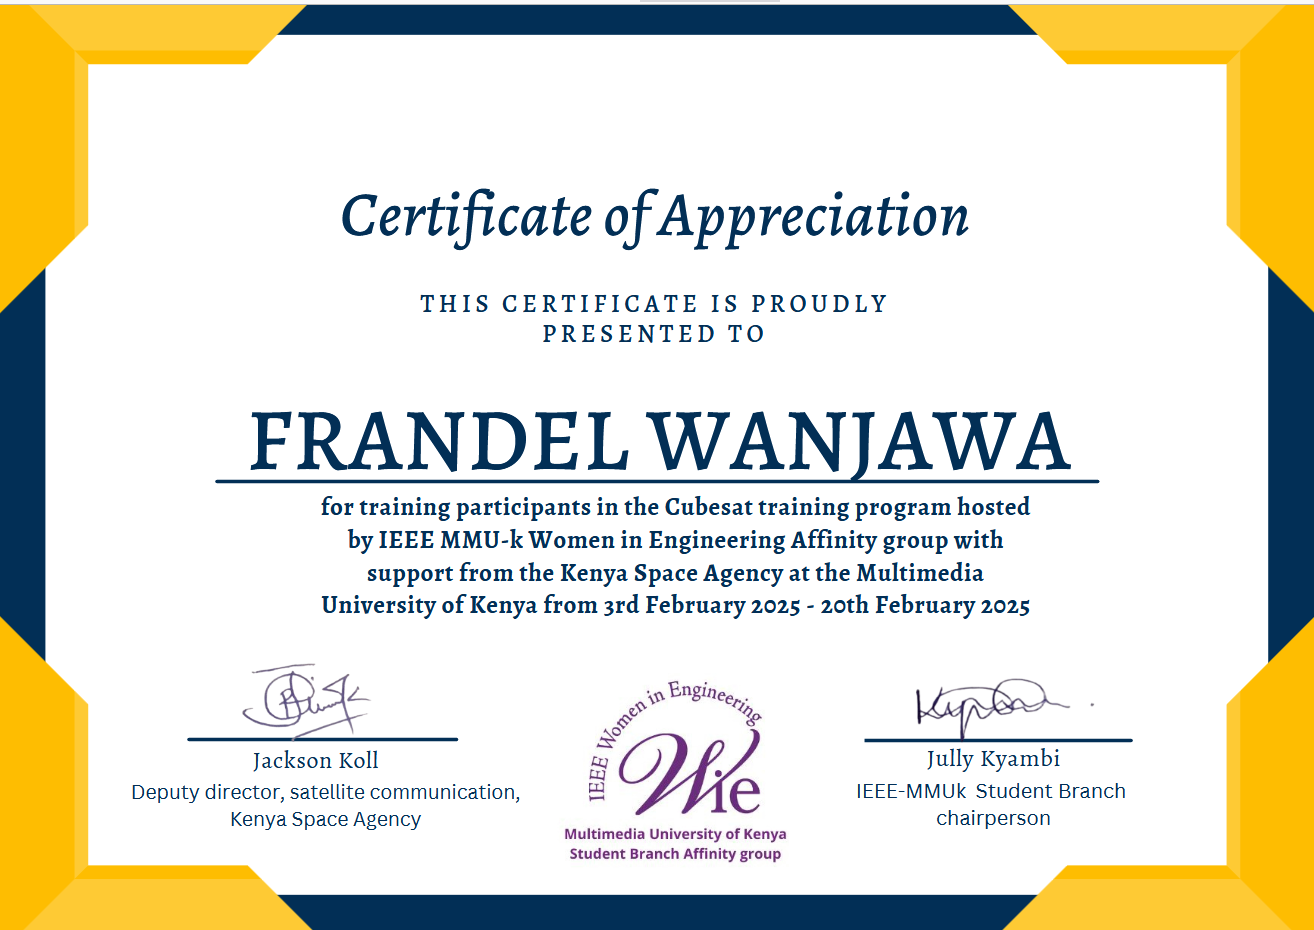 Certificate of Appreciation
THIS CERTIFICATE IS PROUDLY
PRESENTED TO
FRANDEL WANJAWA
for training participants in the Cubesat training program hosted
by IEEE MMU-k Women in Engineering Affinity group with
support from the Kenya Space Agency at the Multimedia
University of Kenya from 3rd February 2025 - 20th February 2025
Jackson Koll
Deputy director, satellite communication,
Kenya Space Agency
IEEE Women in Engineering
Wie
Multimedia University of Kenya
Student Branch Affinity group
Jully Kyambi
IEEE-MMUk Student Branch
chairperson